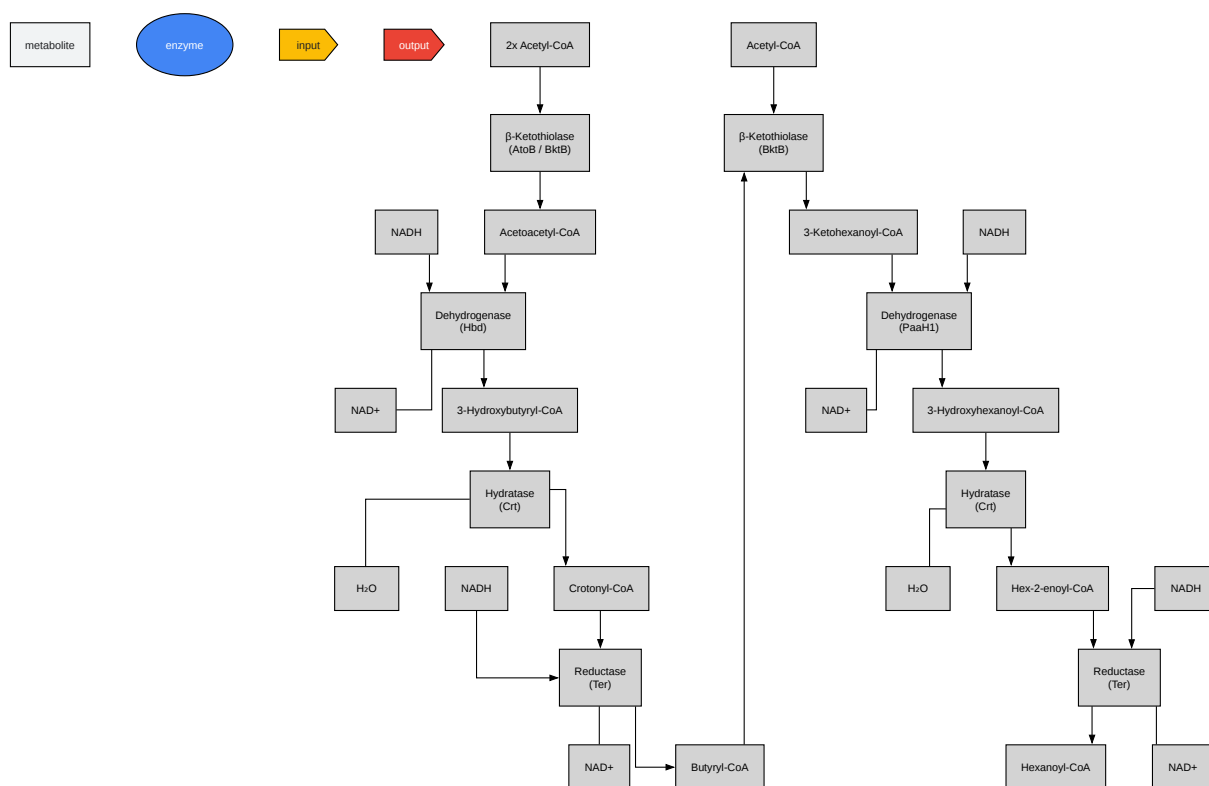 metabolite
enzyme
input
output
2x Acetyl-CoA
Acetyl-CoA
β-Ketothiolase
(AtoB / BktB)
β-Ketothiolase
(BktB)
NADH
Acetoacetyl-CoA
3-Ketohexanoyl-CoA
NADH
Dehydrogenase
(Hbd)
Dehydrogenase
(PaaH1)
NAD+
3-Hydroxybutyryl-CoA
NAD+
3-Hydroxyhexanoyl-CoA
Hydratase
(Crt)
Hydratase
(Crt)
H₂O
NADH
Crotonyl-CoA
H₂O
Hex-2-enoyl-CoA
NADH
Reductase
(Ter)
Reductase
(Ter)
NAD+
Butyryl-CoA
Hexanoyl-CoA
NAD+